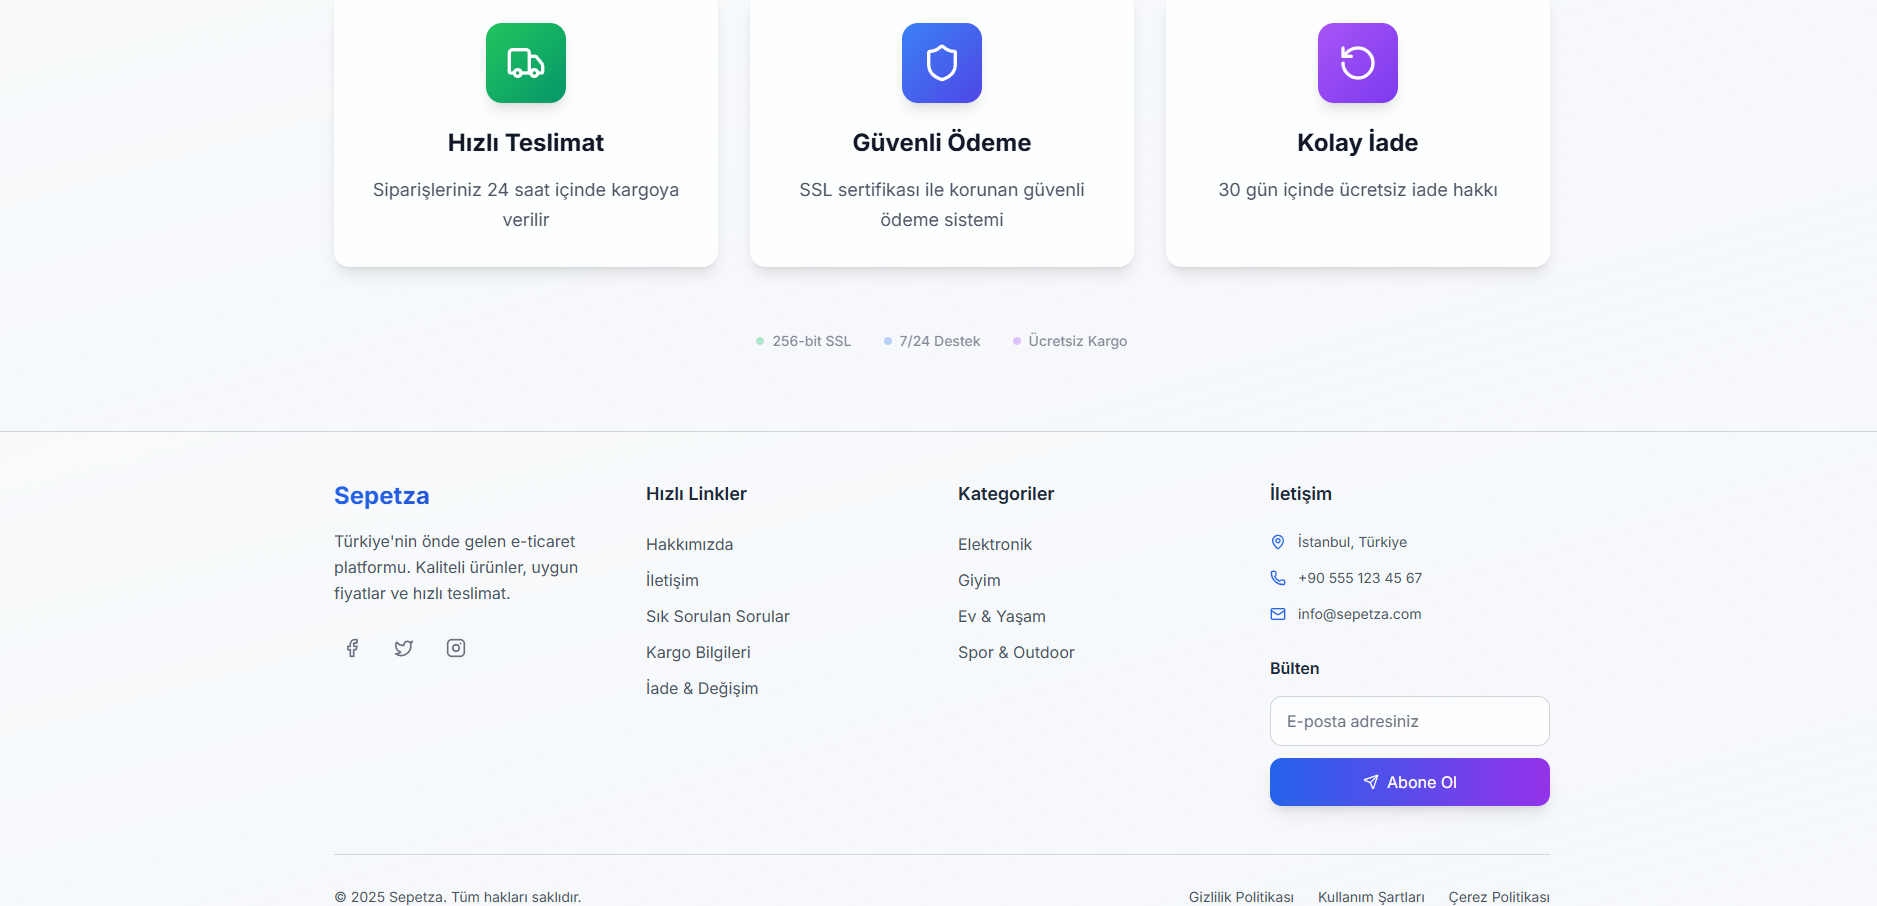 Hızlı Teslimat
Siparişleriniz 24 saat içinde kargoya
verilir
Güvenli Ödeme
SSL sertifikası ile korunan güvenli
ödeme sistemi
Kolay İade
30 gün içinde ücretsiz iade hakkı
256-bit SSL
7/24 Destek
Ücretsiz Kargo
Sepetza
Türkiye'nin önde gelen e-ticaret
platformu. Kaliteli ürünler, uygun
fiyatlar ve hızlı teslimat.
Hızlı Linkler
Hakkımızda
İletişim
Sık Sorulan Sorular
Kargo Bilgileri
İade & Değişim
Kategoriler
Elektronik
Giyim
Ev & Yaşam
Spor & Outdoor
İletişim
İstanbul, Türkiye
+90 555 123 45 67
info@sepetza.com
Bülten
E-posta adresiniz
Abone Ol
© 2025 Sepetza. Tüm hakları saklıdır.
Gizlilik Politikası
Kullanım Şartları
Çerez Politikası